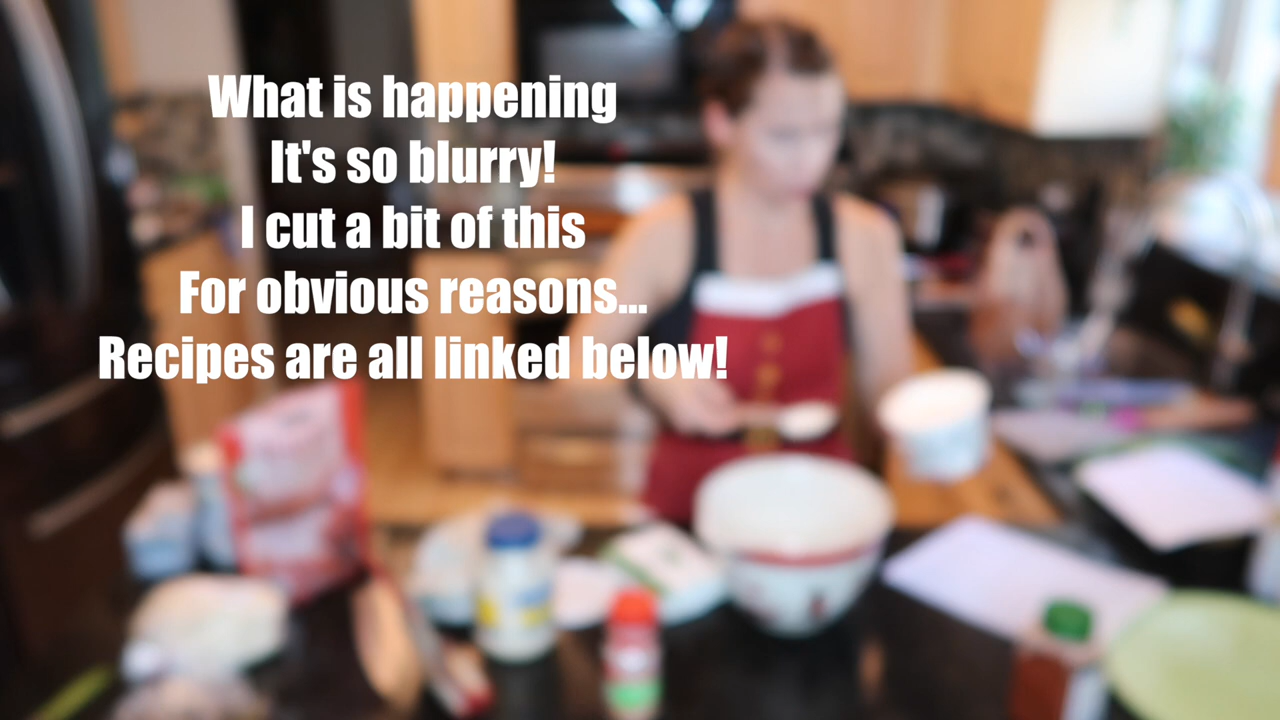 What is happening
It's so blurry!
I cut a bit of this
For obvious reasons...
Recipes are all linked below!